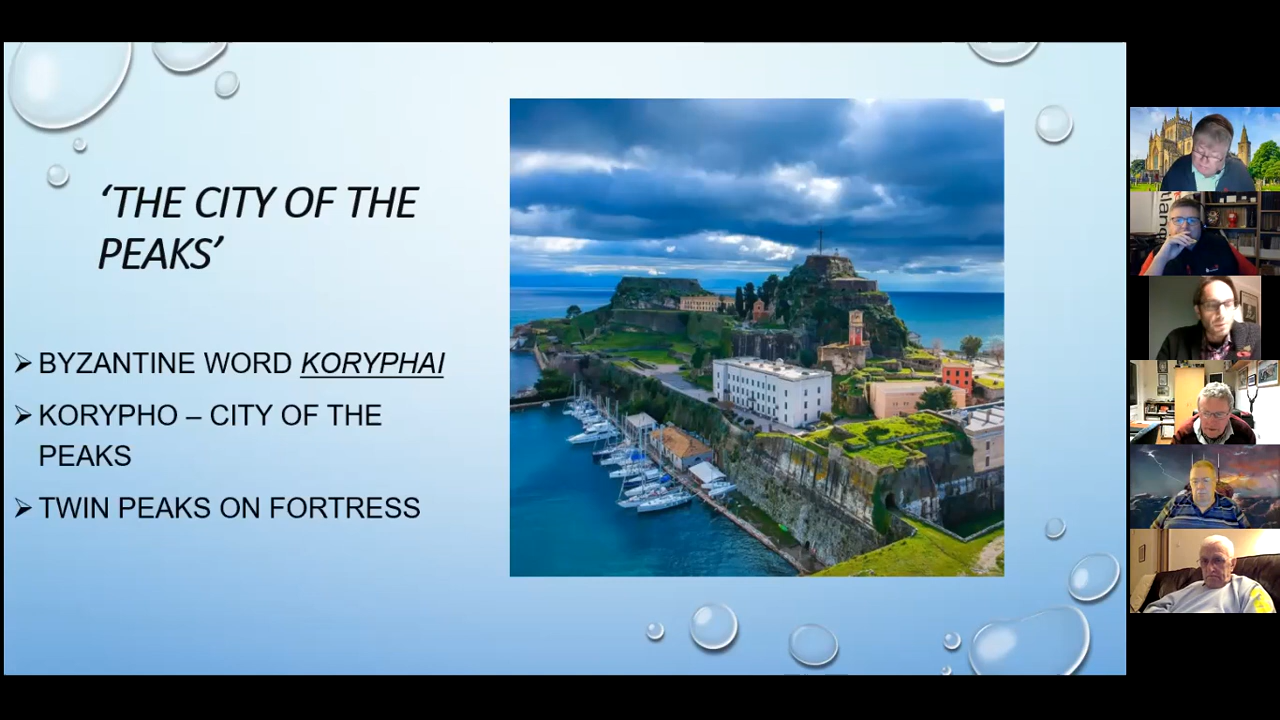 ‘THE CITY OF THE
PEAKS’
BYZANTINE WORD KORYPHAI
KORYPHO – CITY OF THE
PEAKS
TWIN PEAKS ON FORTRESS